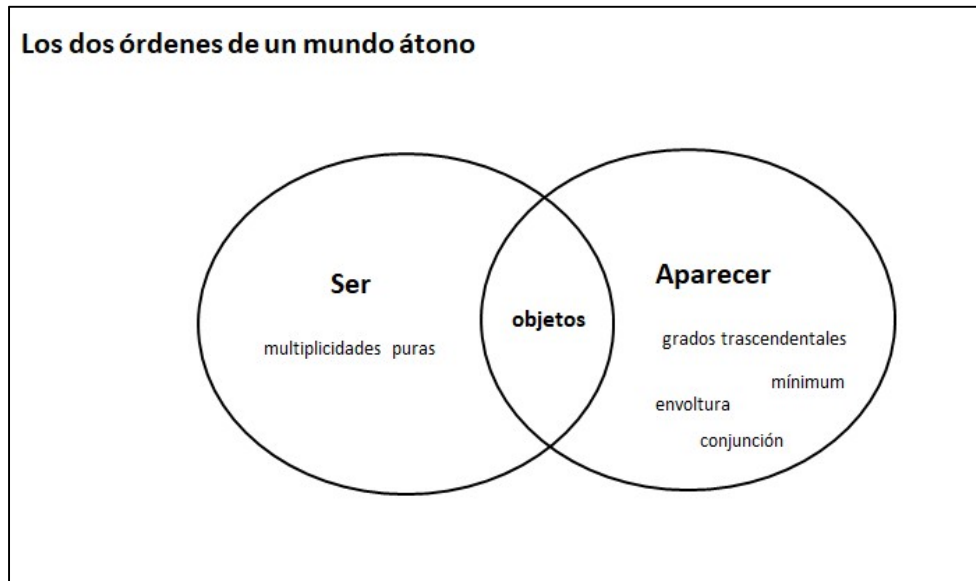 Los dos órdenes de un mundo átono
Ser
Aparecer
objetos
multiplicidades puras
grados trascendentales
mínimum
envoltura
conjunción